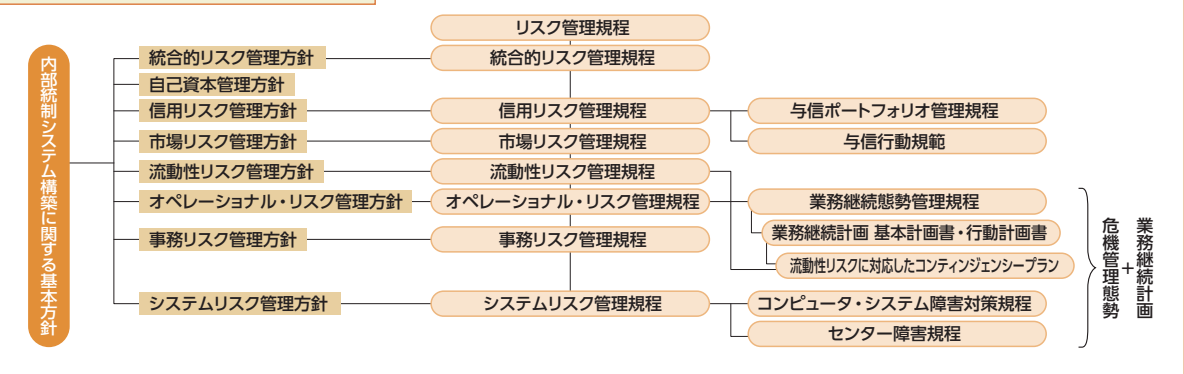 内部統制システム構築に関する基本方針
リスク管理規程
統合的リスク管理方針
統合的リスク管理規程
自己資本管理方針
信用リスク管理方針
信用リスク管理規程
与信ポートフォリオ管理規程
市場リスク管理方針
市場リスク管理規程
与信行動規範
流動性リスク管理方針
流動性リスク管理規程
オペレーショナル・リスク管理方針
オペレーショナル・リスク管理規程
業務継続態勢管理規程
業務継続計画 基本計画書・行動計画書
事務リスク管理方針
事務リスク管理規程
流動性リスクに対応したコンティンジェンシープラン
システムリスク管理方針
システムリスク管理規程
コンピュータ・システム障害対策規程
センター障害規程
業務継続計画
+
危機管理態勢